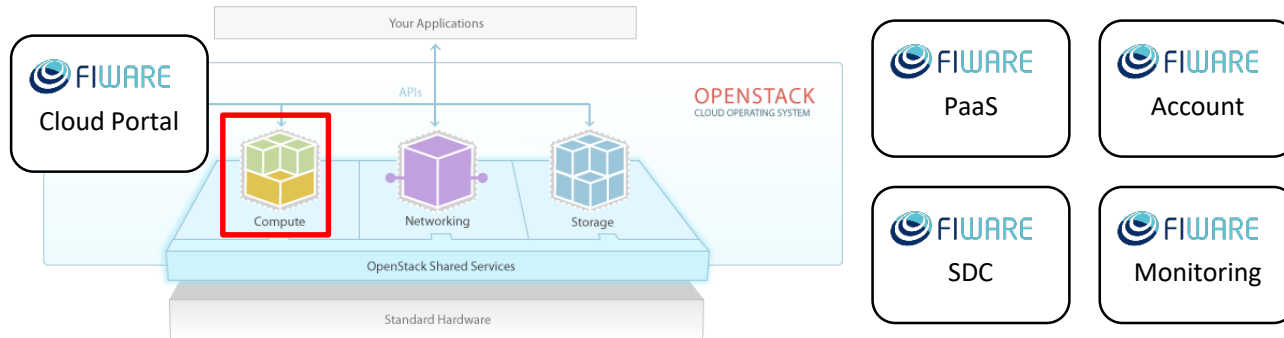 Your Applications
FIWARE
Cloud Portal
APIs
OPENSTACK
CLOUD OPERATING SYSTEM
Compute
Networking
Storage
OpenStack Shared Services
Standard Hardware
FIWARE
PaaS
FIWARE
Account
FIWARE
SDC
FIWARE
Monitoring